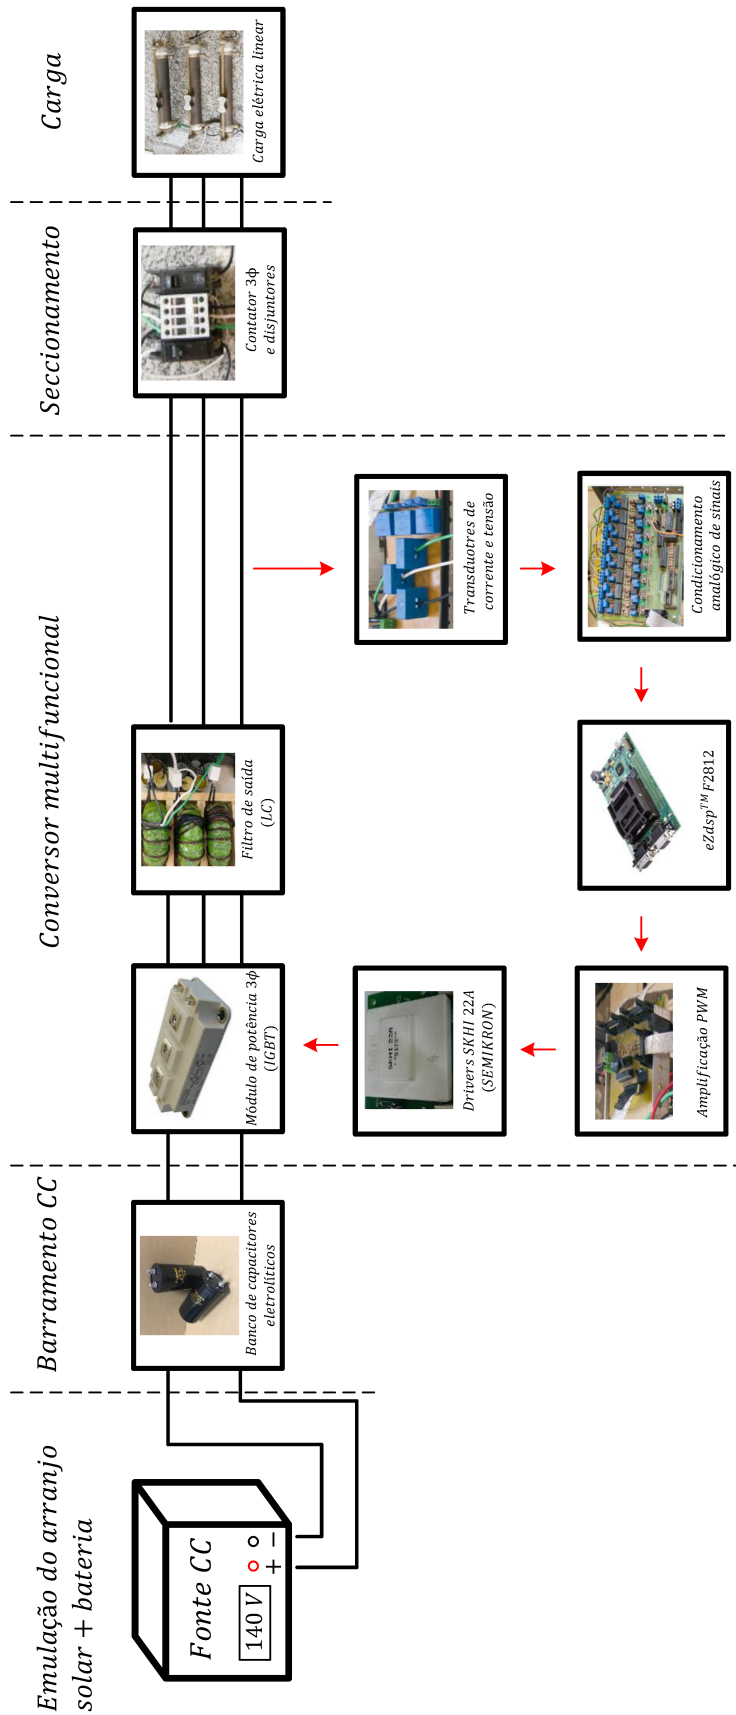 Emulação do arranjo
solar + bateria
Barramento CC
Conversor multifuncional
Seccionamento
Carga
Fonte CC
140 V
+ −
Banco de capacitores
eletrolíticos
Módulo de potência 3ϕ
(IGBT)
Filtro de saída
(LC)
Contator 3ϕ
e disjuntores
Carga elétrica linear
Drivers SKHI 22A
(SEMIKRON)
Transduotres de
corrente e tensão
Amplificação PWM
eZdsp™ F2812
Condicionamento
analógico de sinais
SKHI 22A